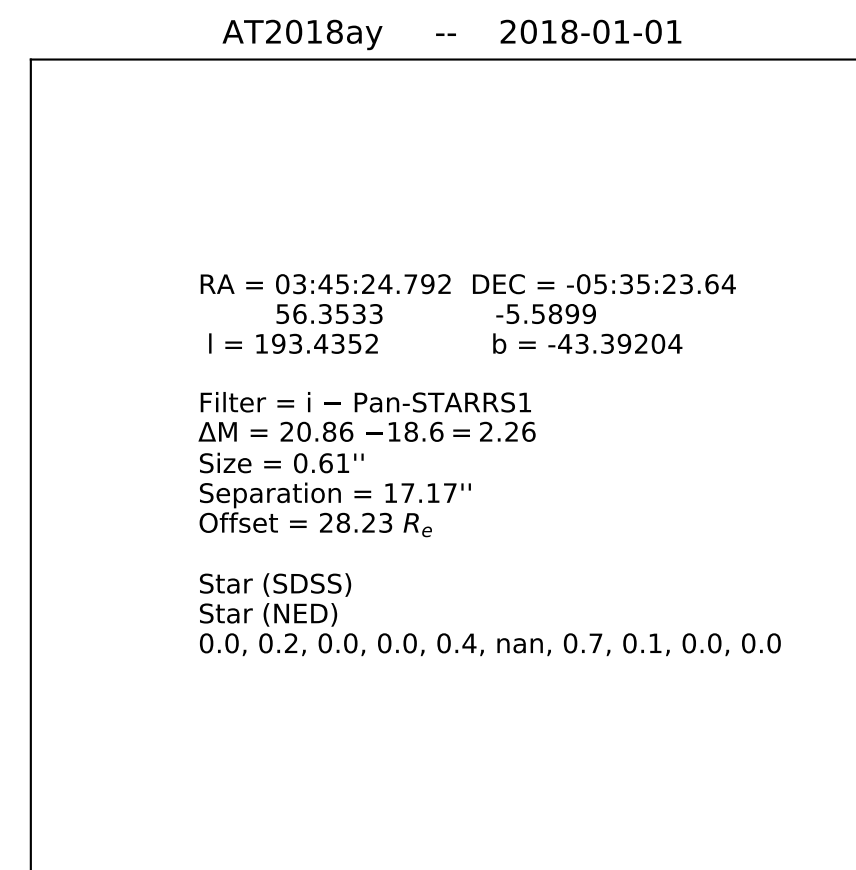 AT2018ay -- 2018-01-01
RA = 03:45:24.792 DEC = -05:35:23.64
56.3533 -5.5899
l = 193.4352 b = -43.39204
Filter = i − Pan-STARRS1
ΔM = 20.86 −18.6 = 2.26
Size = 0.61''
Separation = 17.17''
Offset = 28.23 Rₑ
Star (SDSS)
Star (NED)
0.0, 0.2, 0.0, 0.0, 0.4, nan, 0.7, 0.1, 0.0, 0.0